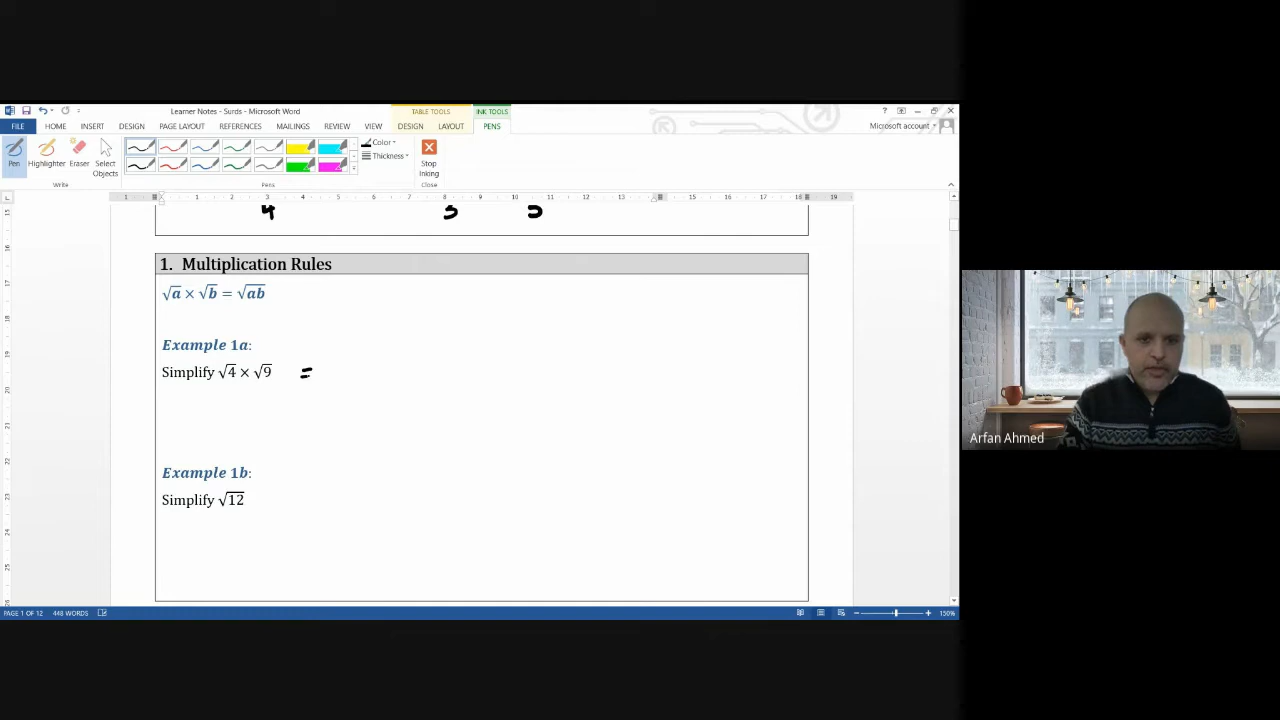 Learner Notes - Surds - Microsoft Word
TABLE TOOLS
INK TOOLS
FILE HOME INSERT DESIGN PAGE LAYOUT REFERENCES MAILINGS REVIEW VIEW DESIGN LAYOUT PENS
Microsoft account
Pen Highlighter Eraser Select Objects
Color
Thickness
Stop Inking
Write Pens Close
1. Multiplication Rules
√a × √b = √ab
Example 1a:
Simplify √4 × √9 =
Example 1b:
Simplify √12
PAGE 1 OF 12 448 WORDS
150%
Arfan Ahmed